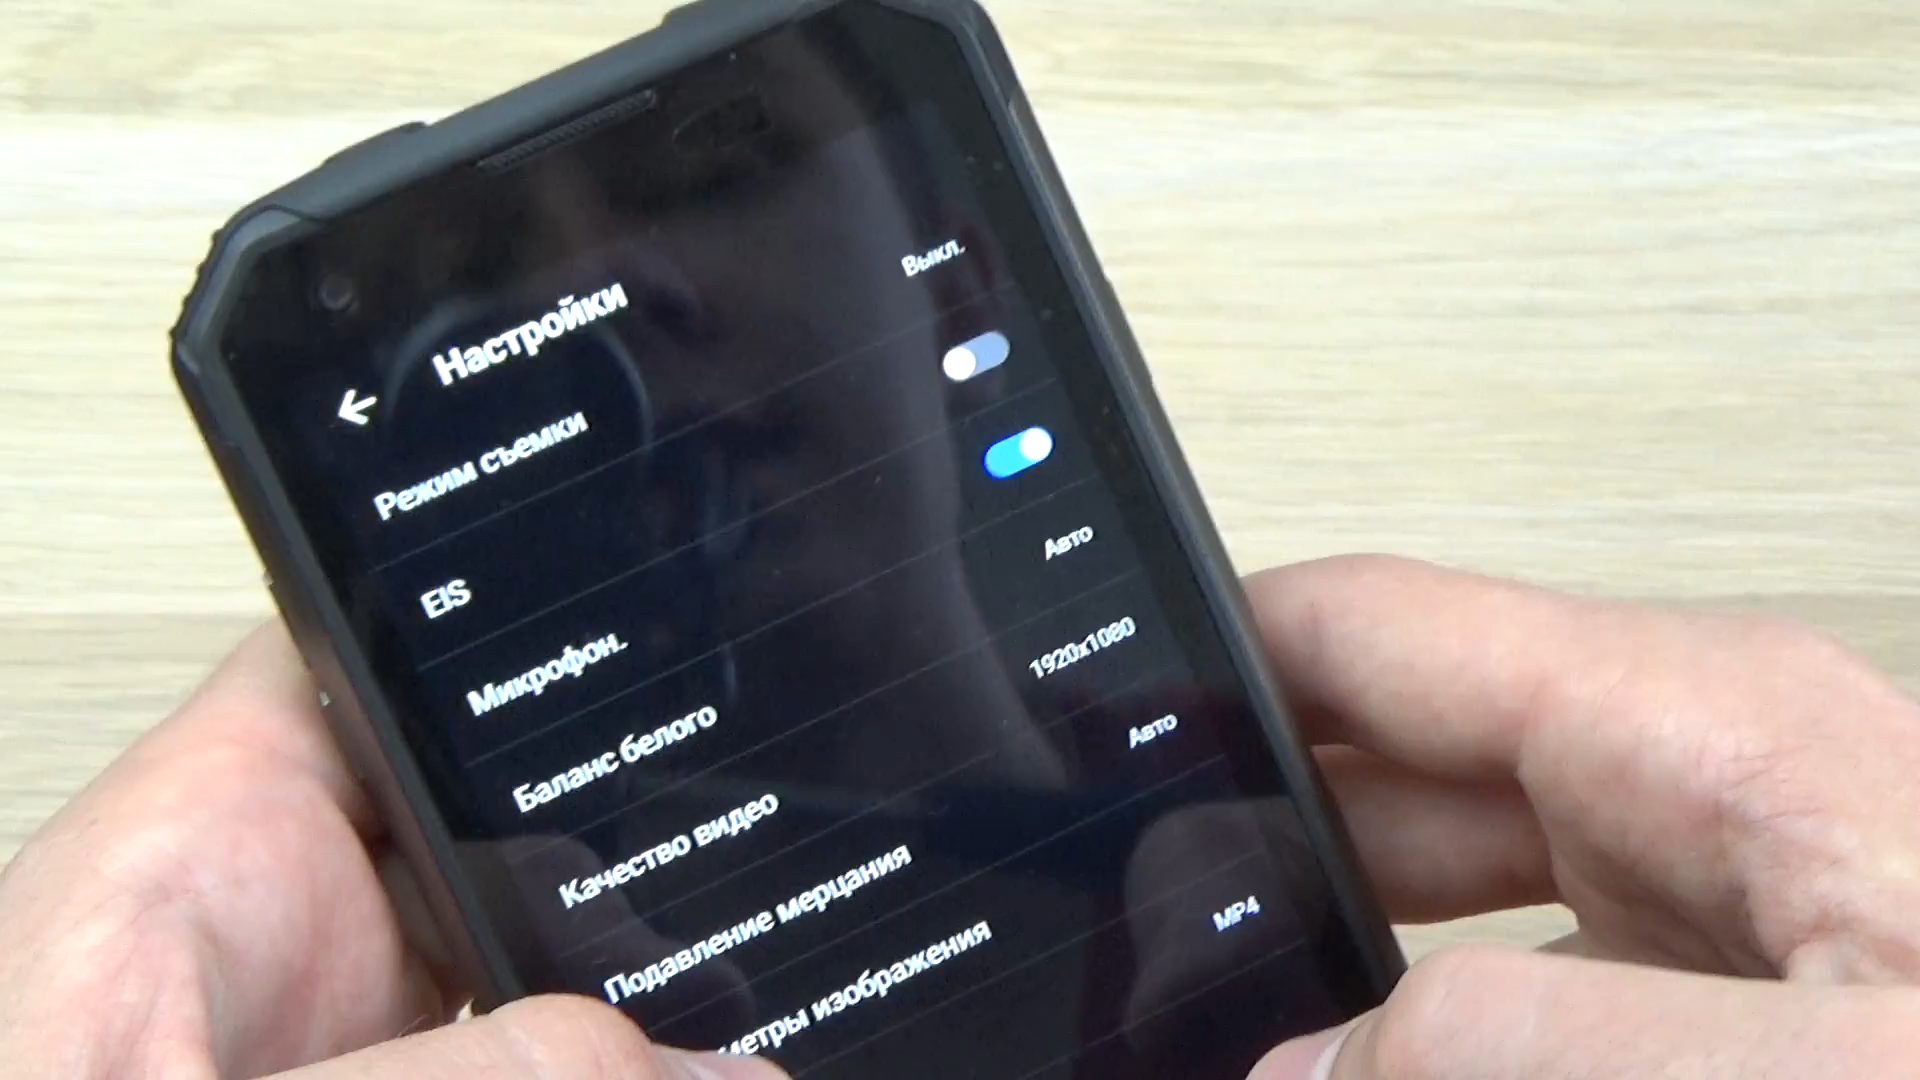 Настройки
Режим съемки Выкл.
EIS
Микрофон.
Баланс белого Авто
Качество видео 1920x1080
Подавление мерцания Авто
метры изображения
MP4